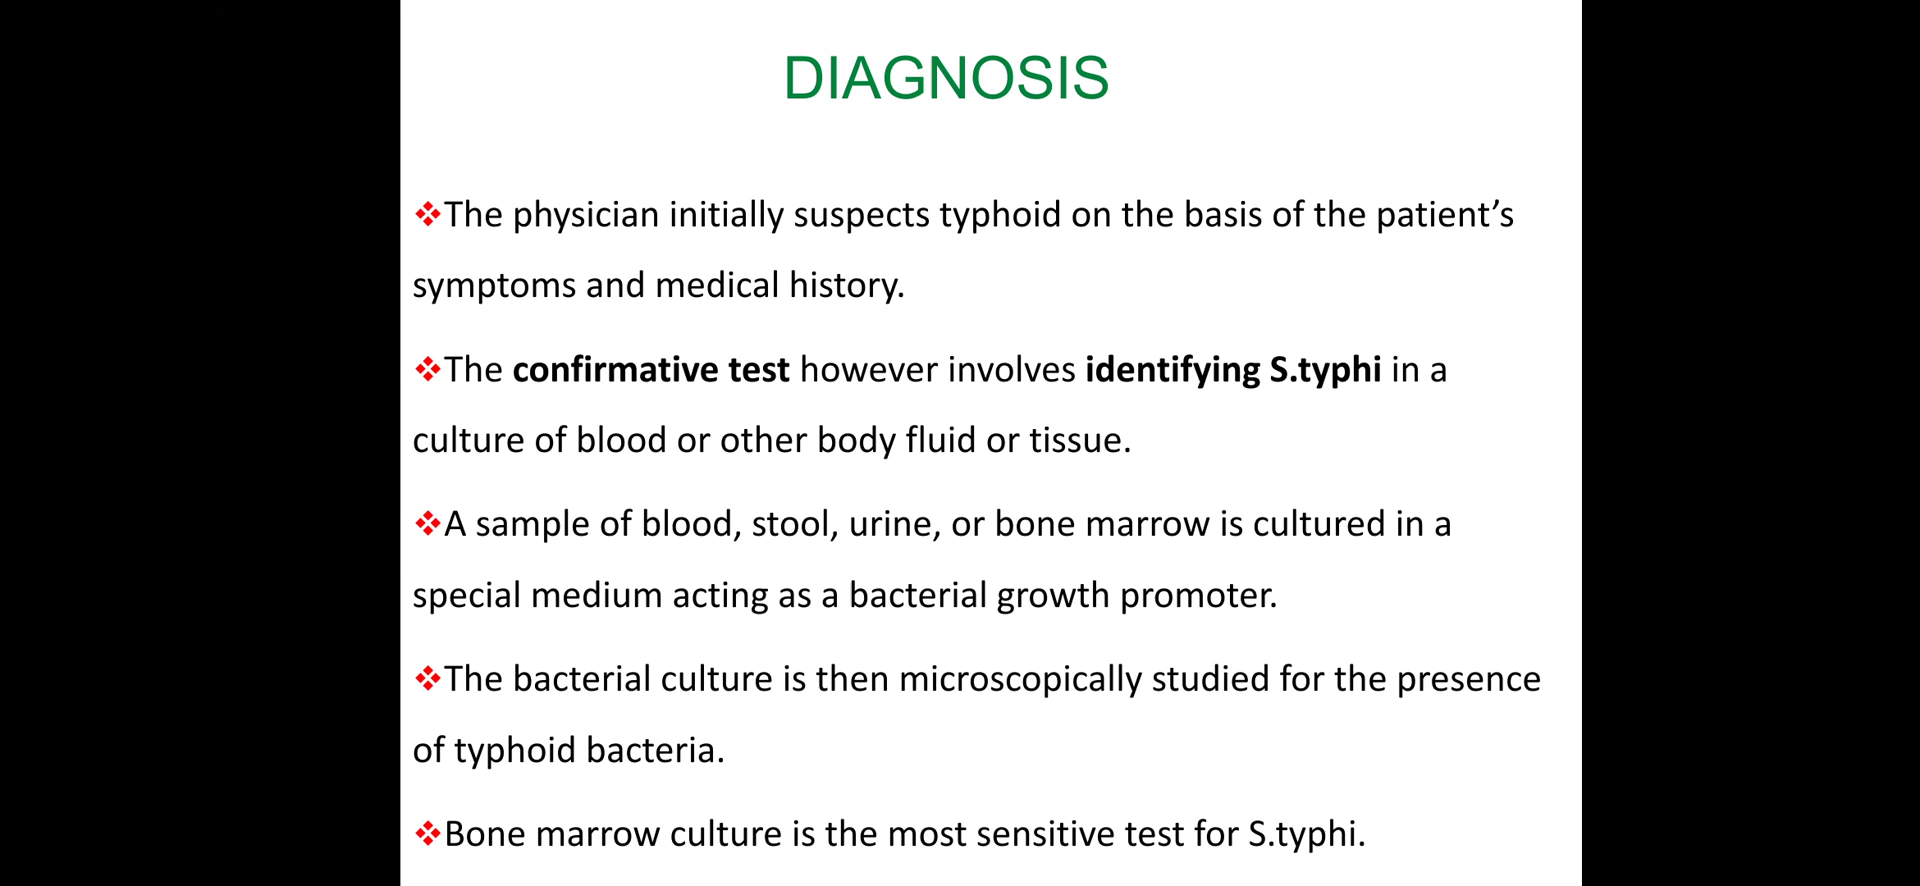 DIAGNOSIS
❖The physician initially suspects typhoid on the basis of the patient’s
symptoms and medical history.
❖The confirmative test however involves identifying S.typhi in a
culture of blood or other body fluid or tissue.
❖A sample of blood, stool, urine, or bone marrow is cultured in a
special medium acting as a bacterial growth promoter.
❖The bacterial culture is then microscopically studied for the presence
of typhoid bacteria.
❖Bone marrow culture is the most sensitive test for S.typhi.